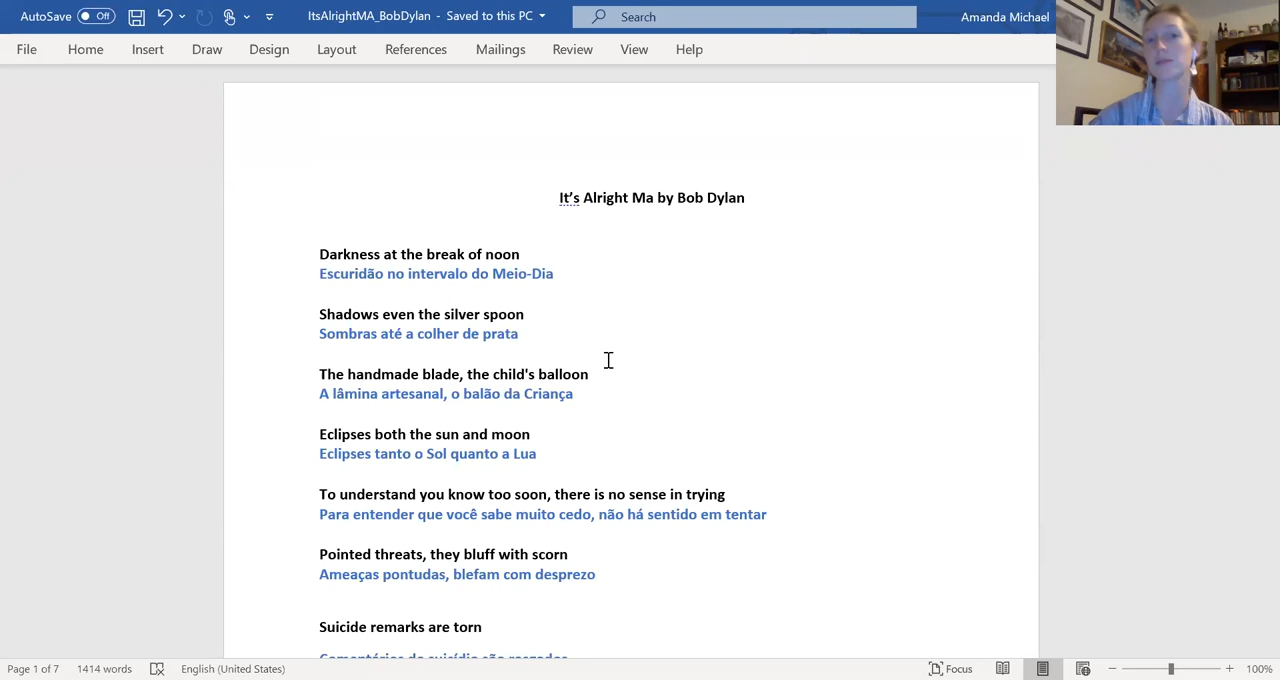 AutoSave Off ItsAlrightMA_BobDylan - Saved to this PC Search Amanda Michael
File Home Insert Draw Design Layout References Mailings Review View Help
It's Alright Ma by Bob Dylan
Darkness at the break of noon
Escuridão no intervalo do Meio-Dia
Shadows even the silver spoon
Sombras até a colher de prata
The handmade blade, the child's balloon
A lâmina artesanal, o balão da Criança
Eclipses both the sun and moon
Eclipses tanto o Sol quanto a Lua
To understand you know too soon, there is no sense in trying
Para entender que você sabe muito cedo, não há sentido em tentar
Pointed threats, they bluff with scorn
Ameaças pontudas, blefam com desprezo
Suicide remarks are torn
Comentários de suicídio são rasgados
Page 1 of 7 1414 words English (United States) Focus 100%